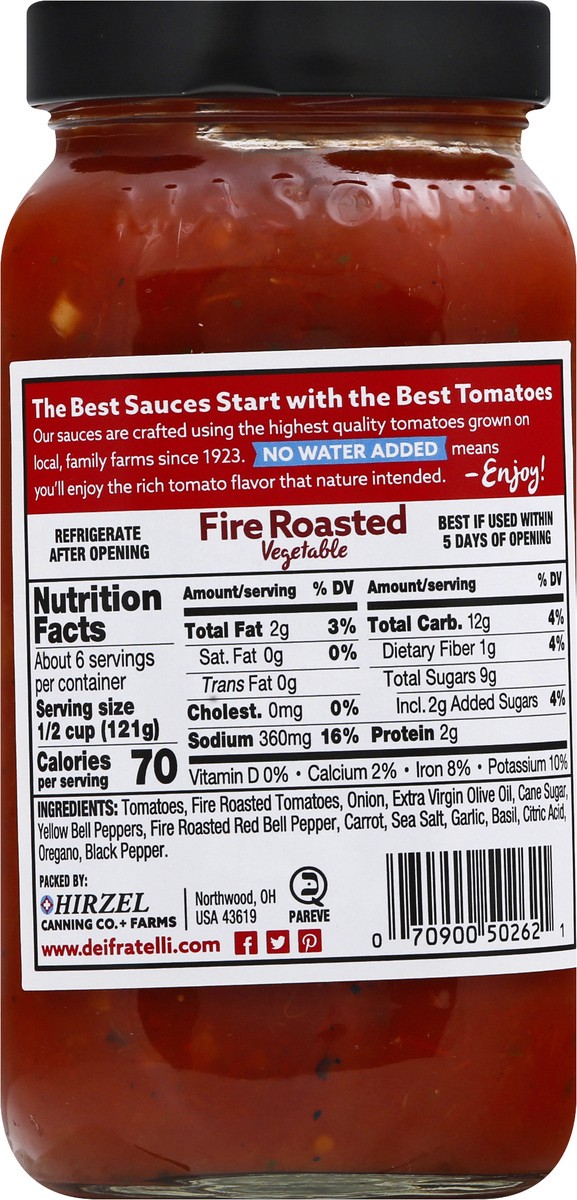 MASON
The Best Sauces Start with the Best Tomatoes
Our sauces are crafted using the highest quality tomatoes grown on
local, family farms since 1923. NO WATER ADDED means
you'll enjoy the rich tomato flavor that nature intended. –Enjoy!
REFRIGERATE
AFTER OPENING
Fire Roasted
Vegetable
BEST IF USED WITHIN
5 DAYS OF OPENING
Nutrition
Facts
About 6 servings
per container
Serving size
1/2 cup (121g)
Calories
per serving
70
Amount/serving % DV
Total Fat 2g 3%
Sat. Fat 0g 0%
Trans Fat 0g
Cholest. 0mg 0%
Sodium 360mg 16%
Amount/serving % DV
Total Carb. 12g 4%
Dietary Fiber 1g 4%
Total Sugars 9g
Incl. 2g Added Sugars 4%
Protein 2g
Vitamin D 0% • Calcium 2% • Iron 8% • Potassium 10%
INGREDIENTS: Tomatoes, Fire Roasted Tomatoes, Onion, Extra Virgin Olive Oil, Cane Sugar,
Yellow Bell Peppers, Fire Roasted Red Bell Pepper, Carrot, Sea Salt, Garlic, Basil, Citric Acid,
Oregano, Black Pepper.
PACKED BY:
HIRZEL
CANNING CO. + FARMS
Northwood, OH
USA 43619
PAREVE
www.deifratelli.com
0 70900 50262 1